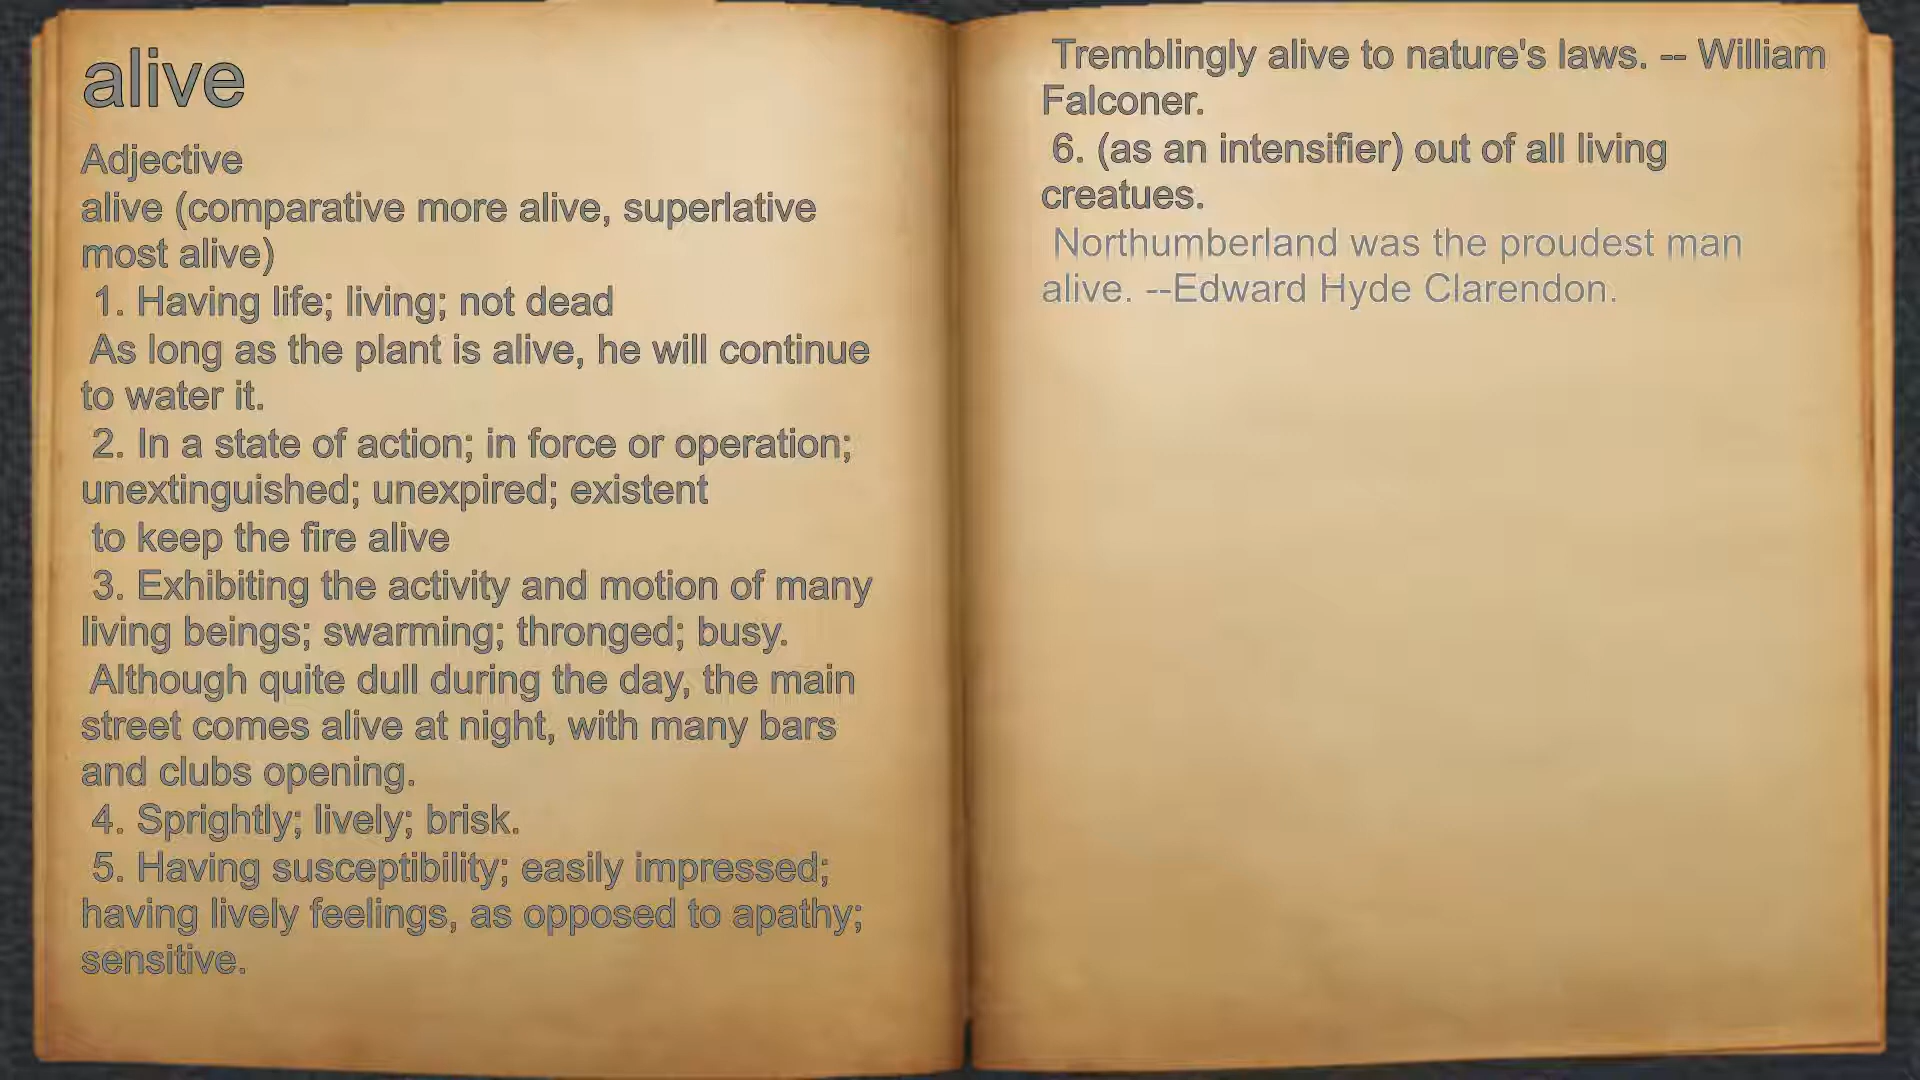 alive
Adjective
alive (comparative more alive, superlative
most alive)
1. Having life; living; not dead
As long as the plant is alive, he will continue
to water it.
2. In a state of action; in force or operation;
unextinguished; unexpired; existent
to keep the fire alive
3. Exhibiting the activity and motion of many
living beings; swarming; thronged; busy.
Although quite dull during the day, the main
street comes alive at night, with many bars
and clubs opening.
4. Sprightly; lively; brisk.
5. Having susceptibility; easily impressed;
having lively feelings, as opposed to apathy;
sensitive.
Tremblingly alive to nature's laws. -- William
Falconer.
6. (as an intensifier) out of all living
creatues.
Northumberland was the proudest man
alive. --Edward Hyde Clarendon.